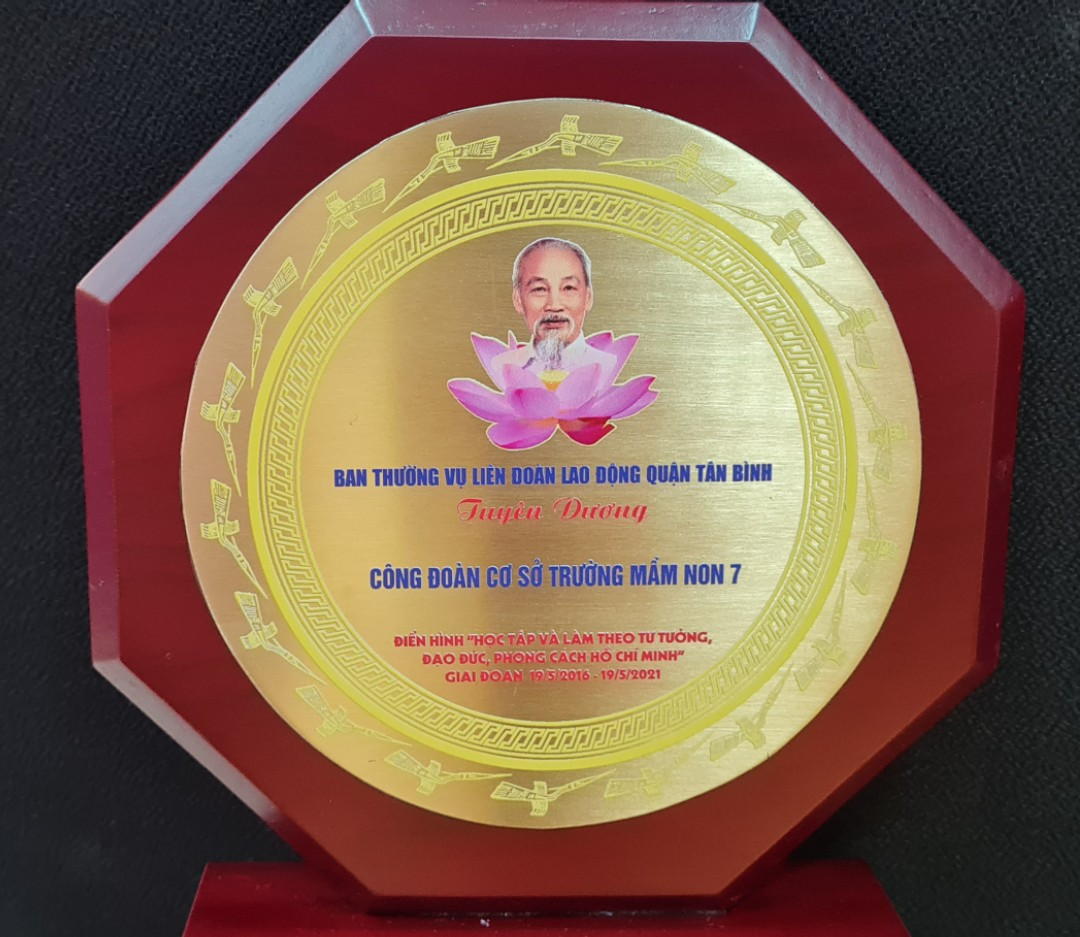 BAN THƯỜNG VỤ LIÊN ĐOÀN LAO ĐỘNG QUẬN TÂN BÌNH
Tuyên Dương
CÔNG ĐOÀN CƠ SỞ TRƯỜNG MẦM NON 7
ĐIỂN HÌNH "HỌC TẬP VÀ LÀM THEO TƯ TƯỞNG,
ĐẠO ĐỨC, PHONG CÁCH HỒ CHÍ MINH"
GIAI ĐOẠN 19/5/2016 - 19/5/2021